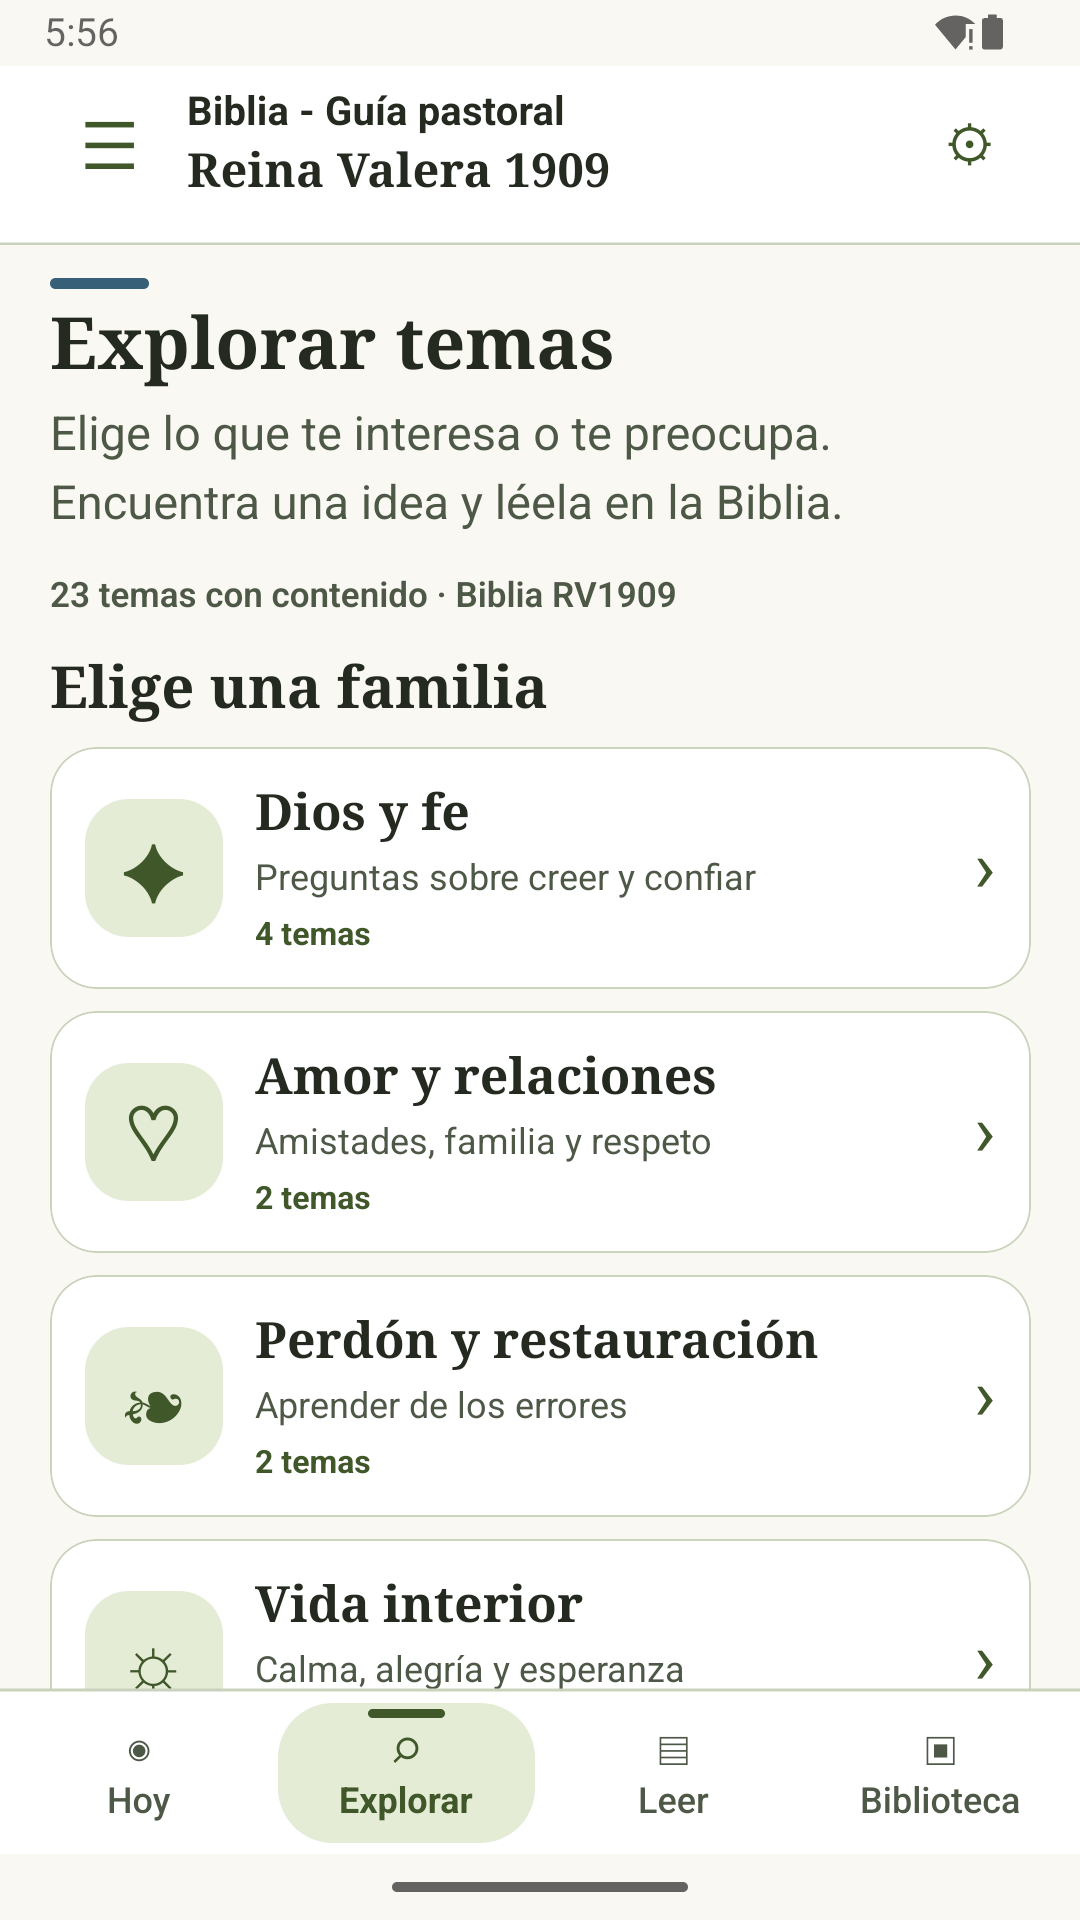 5:56
Biblia - Guía pastoral
Reina Valera 1909
Explorar temas
Elige lo que te interesa o te preocupa.
Encuentra una idea y léela en la Biblia.
23 temas con contenido · Biblia RV1909
Elige una familia
Dios y fe
Preguntas sobre creer y confiar
4 temas
Amor y relaciones
Amistades, familia y respeto
2 temas
Perdón y restauración
Aprender de los errores
2 temas
Vida interior
Calma, alegría y esperanza
Hoy
Explorar
Leer
Biblioteca